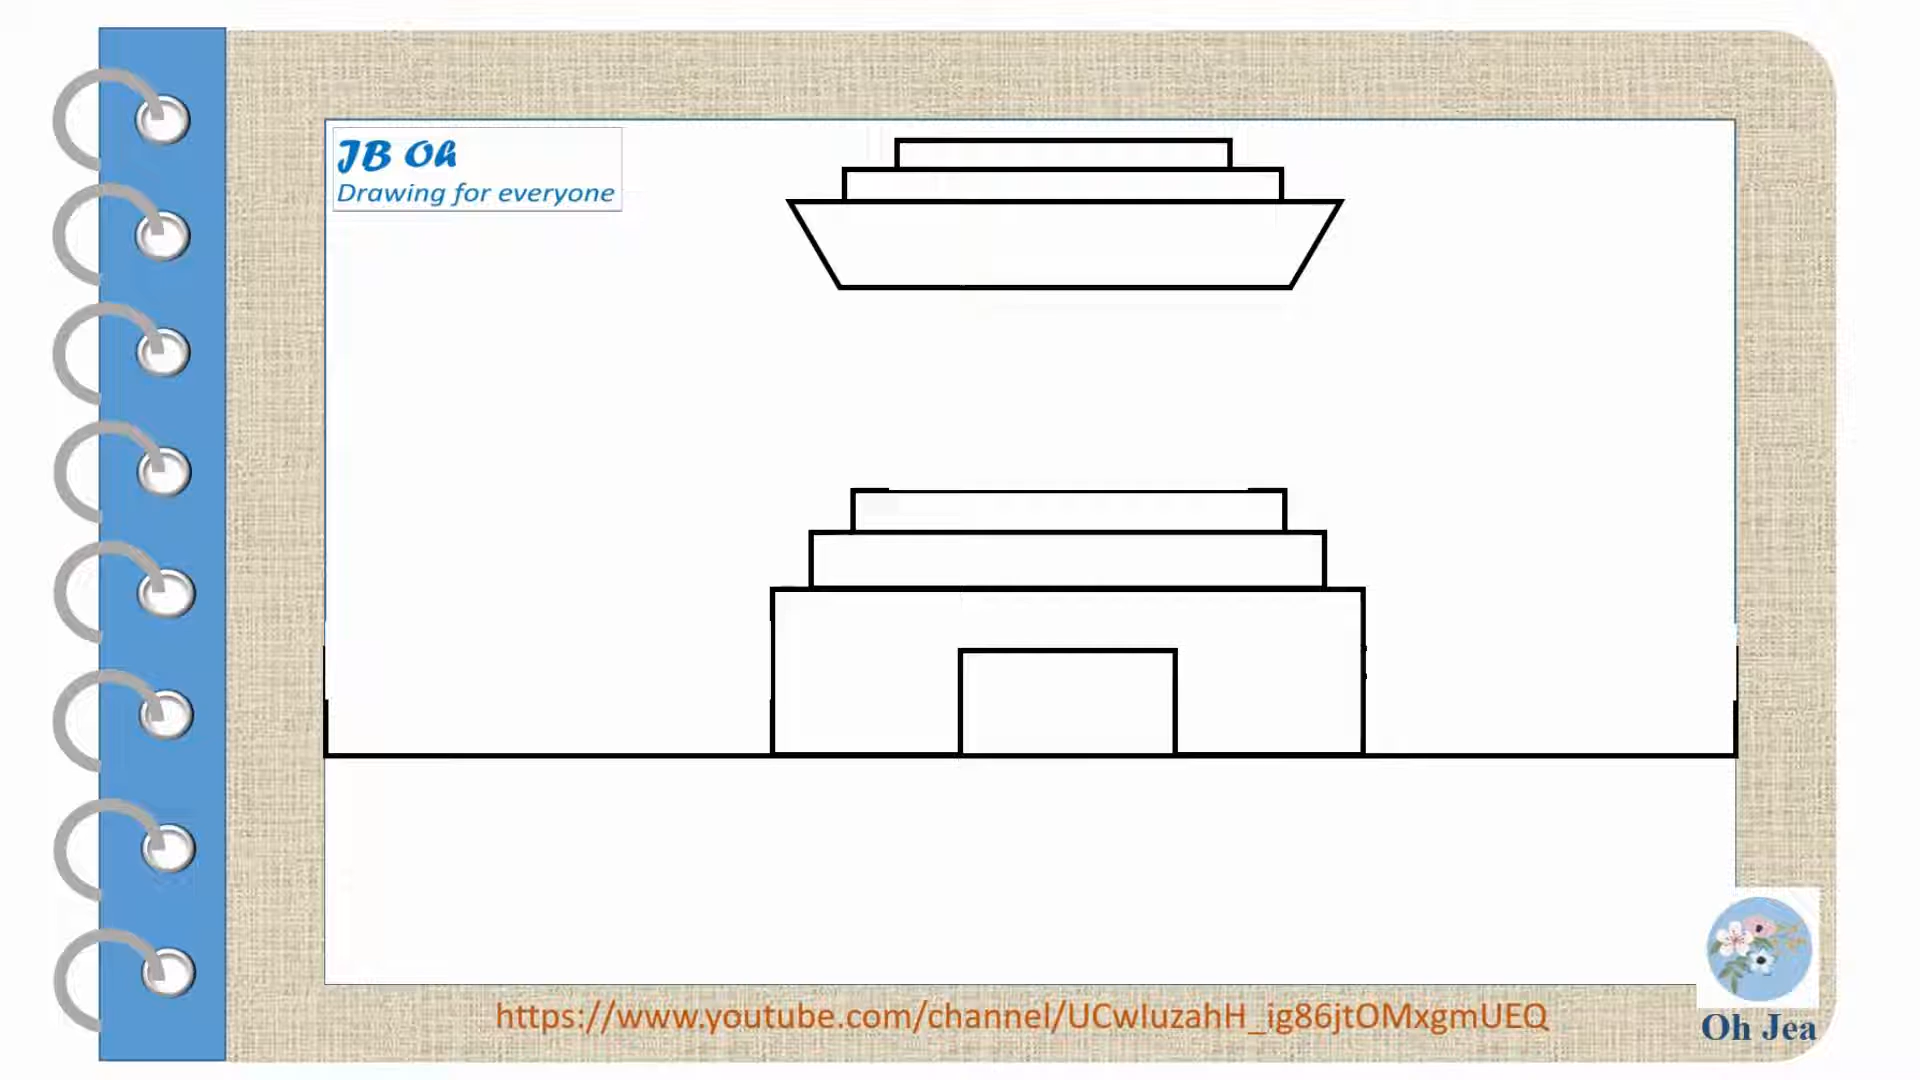 JB Oh
Drawing for everyone
https://www.youtube.com/channel/UCwluzahH_ig86jtOMxgmUEQ
Oh Jea